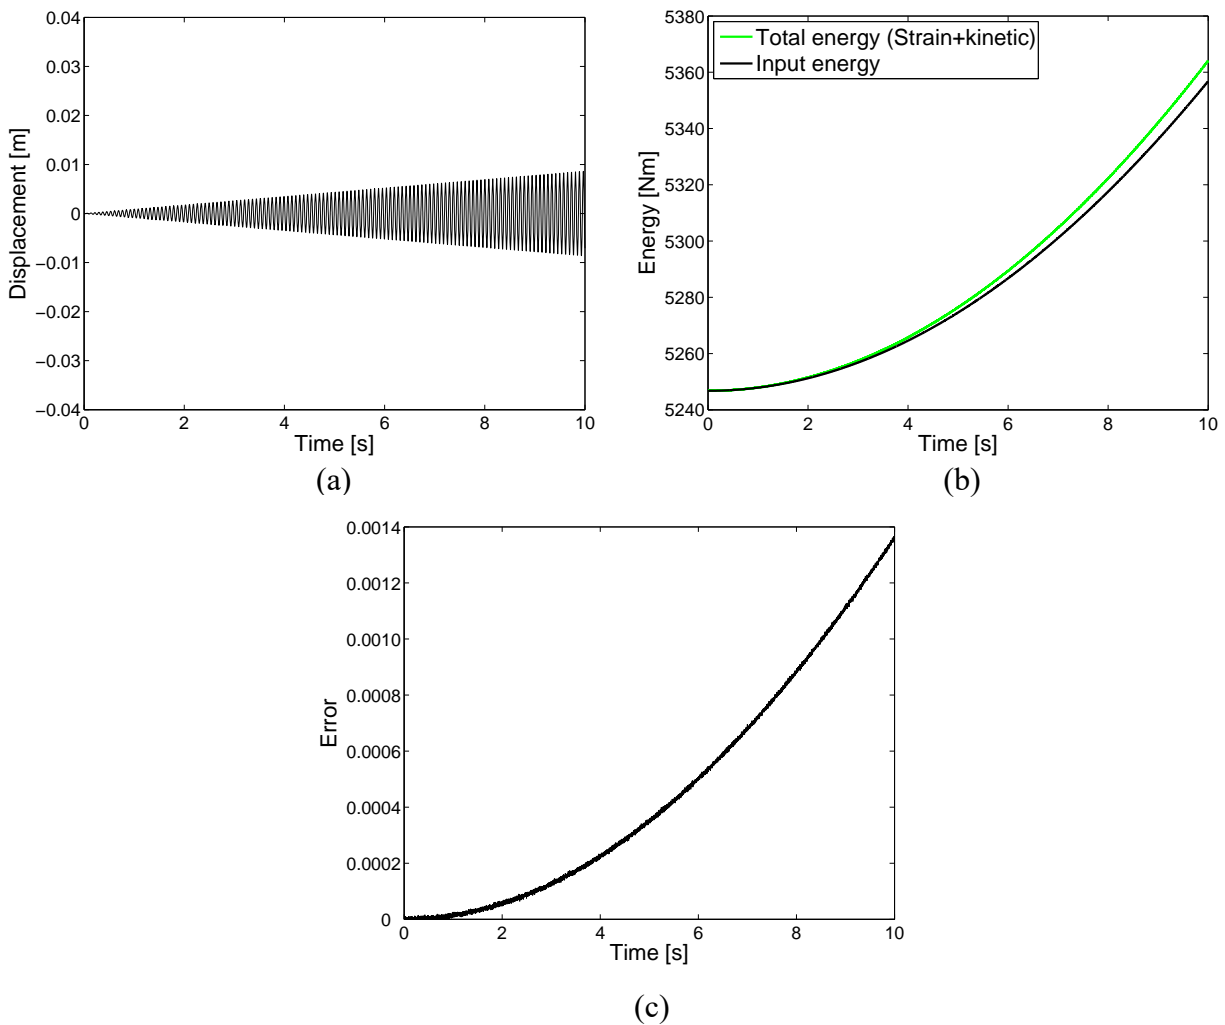 0.04
0.03
0.02
0.01
0
−0.01
−0.02
−0.03
−0.04
Displacement [m]
0 2 4 6 8 10
Time [s]
(a)
5380
5360
5340
5320
5300
5280
5260
5240
Energy [Nm]
Total energy (Strain+kinetic)
Input energy
0 2 4 6 8 10
Time [s]
(b)
0.0014
0.0012
0.0010
0.0008
0.0006
0.0004
0.0002
0
Error
0 2 4 6 8 10
Time [s]
(c)